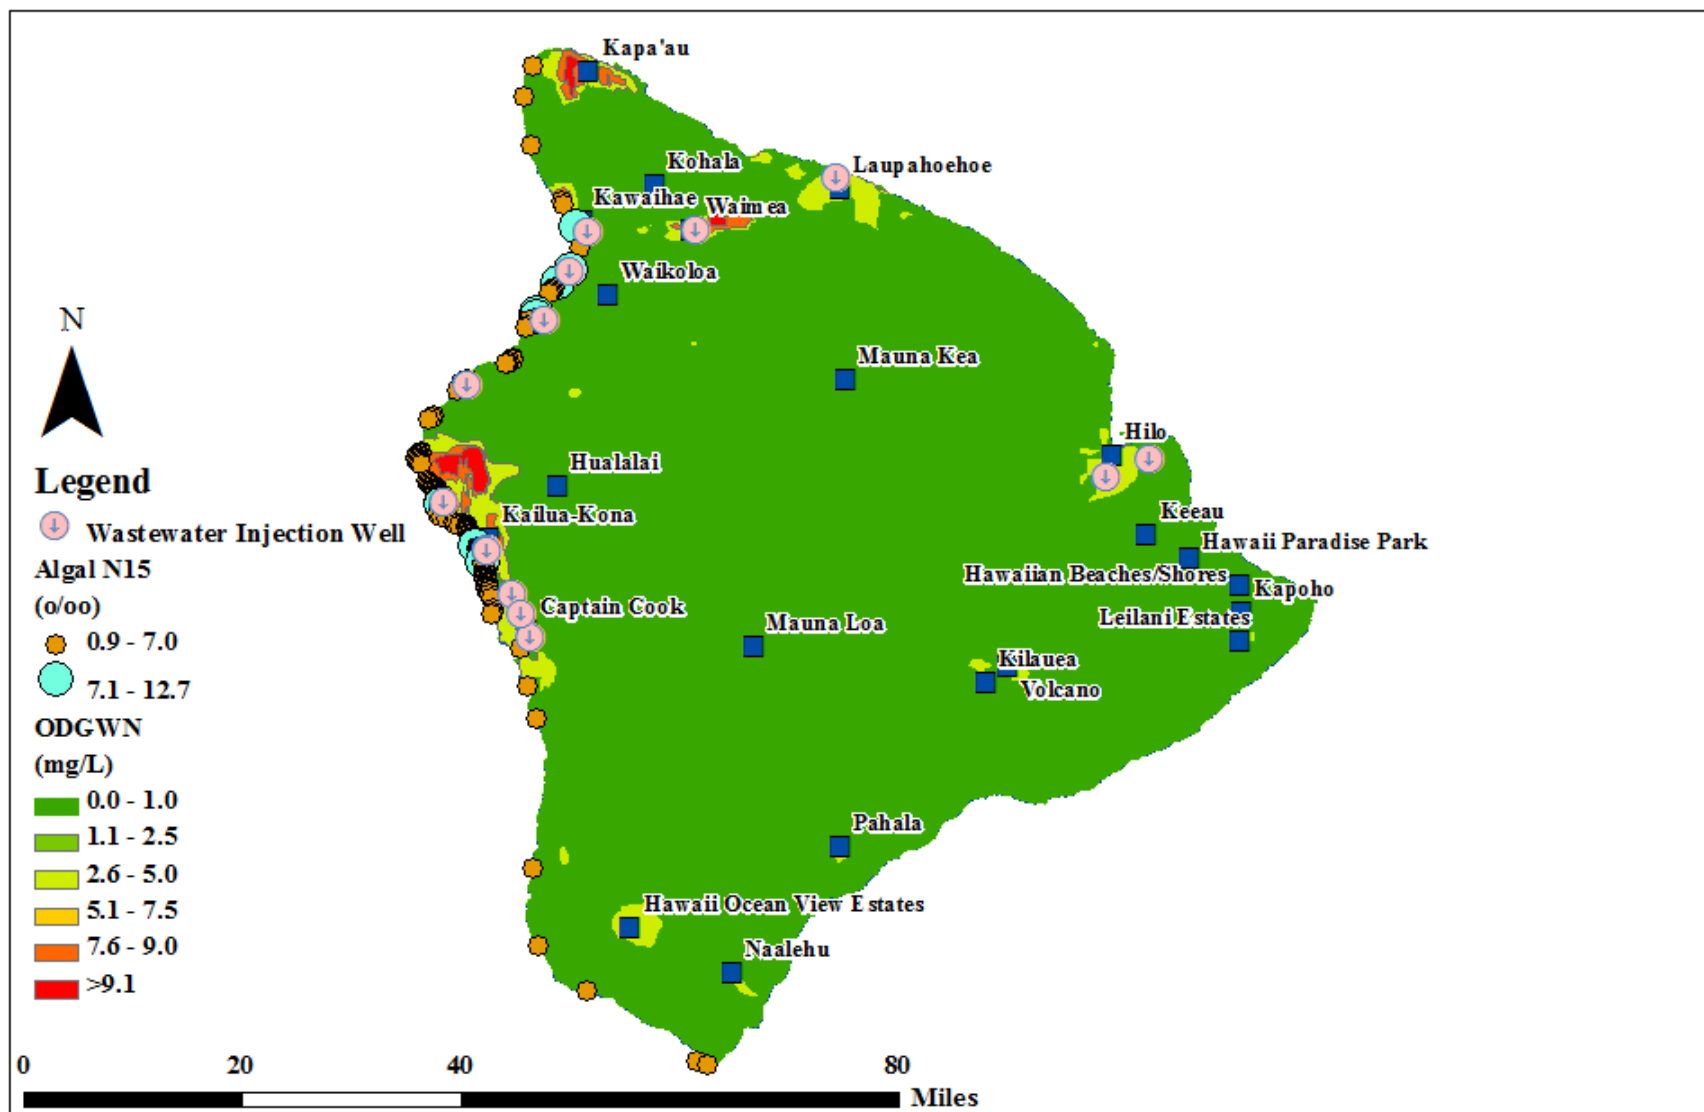 Kapa'au
Kohala
Laupahoehoe
Kawaihae
Waimea
Waikoloa
N
Mauna Kea
Hilo
Hualalai
Legend
Wastewater Injection Well
Kailua-Kona
Keeau
Hawaii Paradise Park
Algal N15
(o/oo)
Hawaiian Beaches/Shores
Kapoho
Captain Cook
Leilani Estates
Mauna Loa
0.9 - 7.0
Kilauea
7.1 - 12.7
Volcano
ODGWN
(mg/L)
0.0 - 1.0
1.1 - 2.5
Pahala
2.6 - 5.0
Hawaii Ocean View Estates
5.1 - 7.5
7.6 - 9.0
Naalehu
>9.1
0 20 40 80
Miles